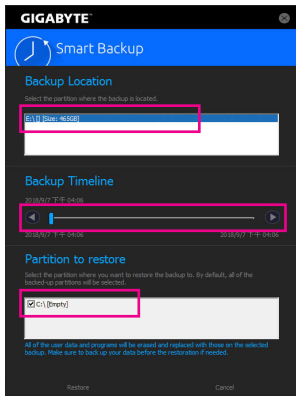 GIGABYTE™
Smart Backup
Backup Location
Select the partition where the backup is located.
E:\ [] [Size: 465GB]
Backup Timeline
2018/9/7 下午 04:06
2018/9/7 下午 04:06 2018/9/7 下午 04:06
Partition to restore
Select the partition where you want to restore the backup to. By default, all of the
backed-up partitions will be selected.
C:\ [Empty]
All of the user data and programs will be erased and replaced with those on the selected
backup. Make sure to back up your data before the restoration if needed.
Restore Cancel